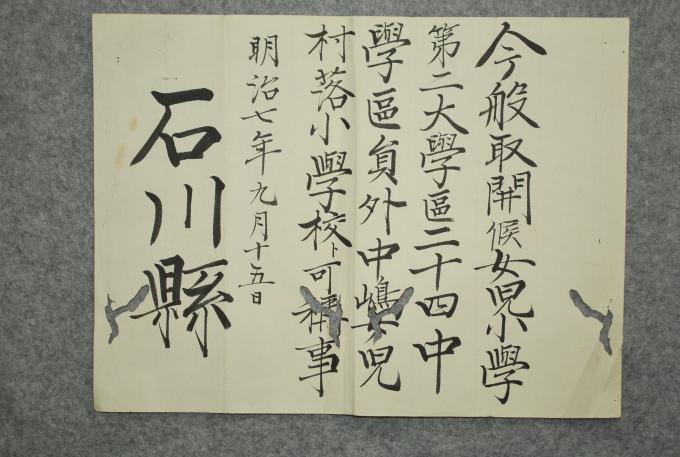 今般取開候女児小學
第二大學區二十四中
學區員外中嶋女児
村落小學校ト可稱事
明治七年九月十五日
石川縣